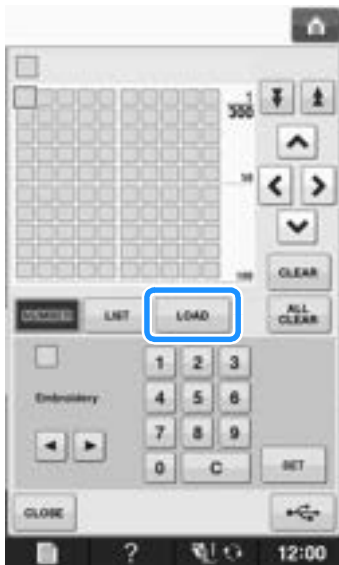 1
300
50
100
CLEAR
NUMBER LIST LOAD ALL CLEAR
1 2 3
Embroidery 4 5 6
7 8 9
0 C SET
CLOSE
? 12:00